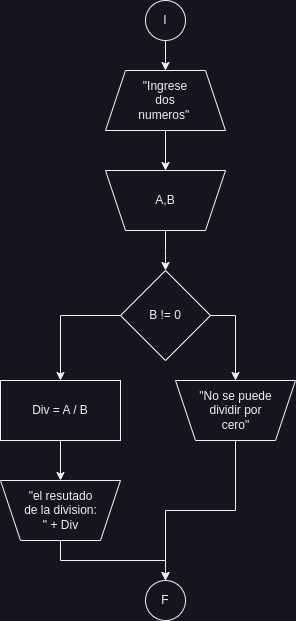 I
"Ingrese
dos
numeros"
A,B
B != 0
Div = A / B
"No se puede
dividir por
cero"
"el resutado
de la division:
" + Div
F